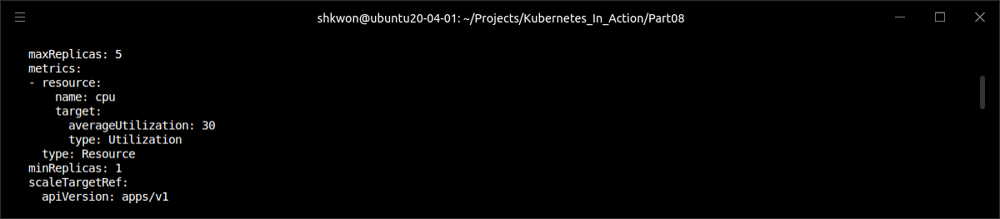 shkwon@ubuntu20-04-01: ~/Projects/Kubernetes_In_Action/Part08
maxReplicas: 5
metrics:
- resource:
    name: cpu
    target:
      averageUtilization: 30
      type: Utilization
  type: Resource
minReplicas: 1
scaleTargetRef:
  apiVersion: apps/v1